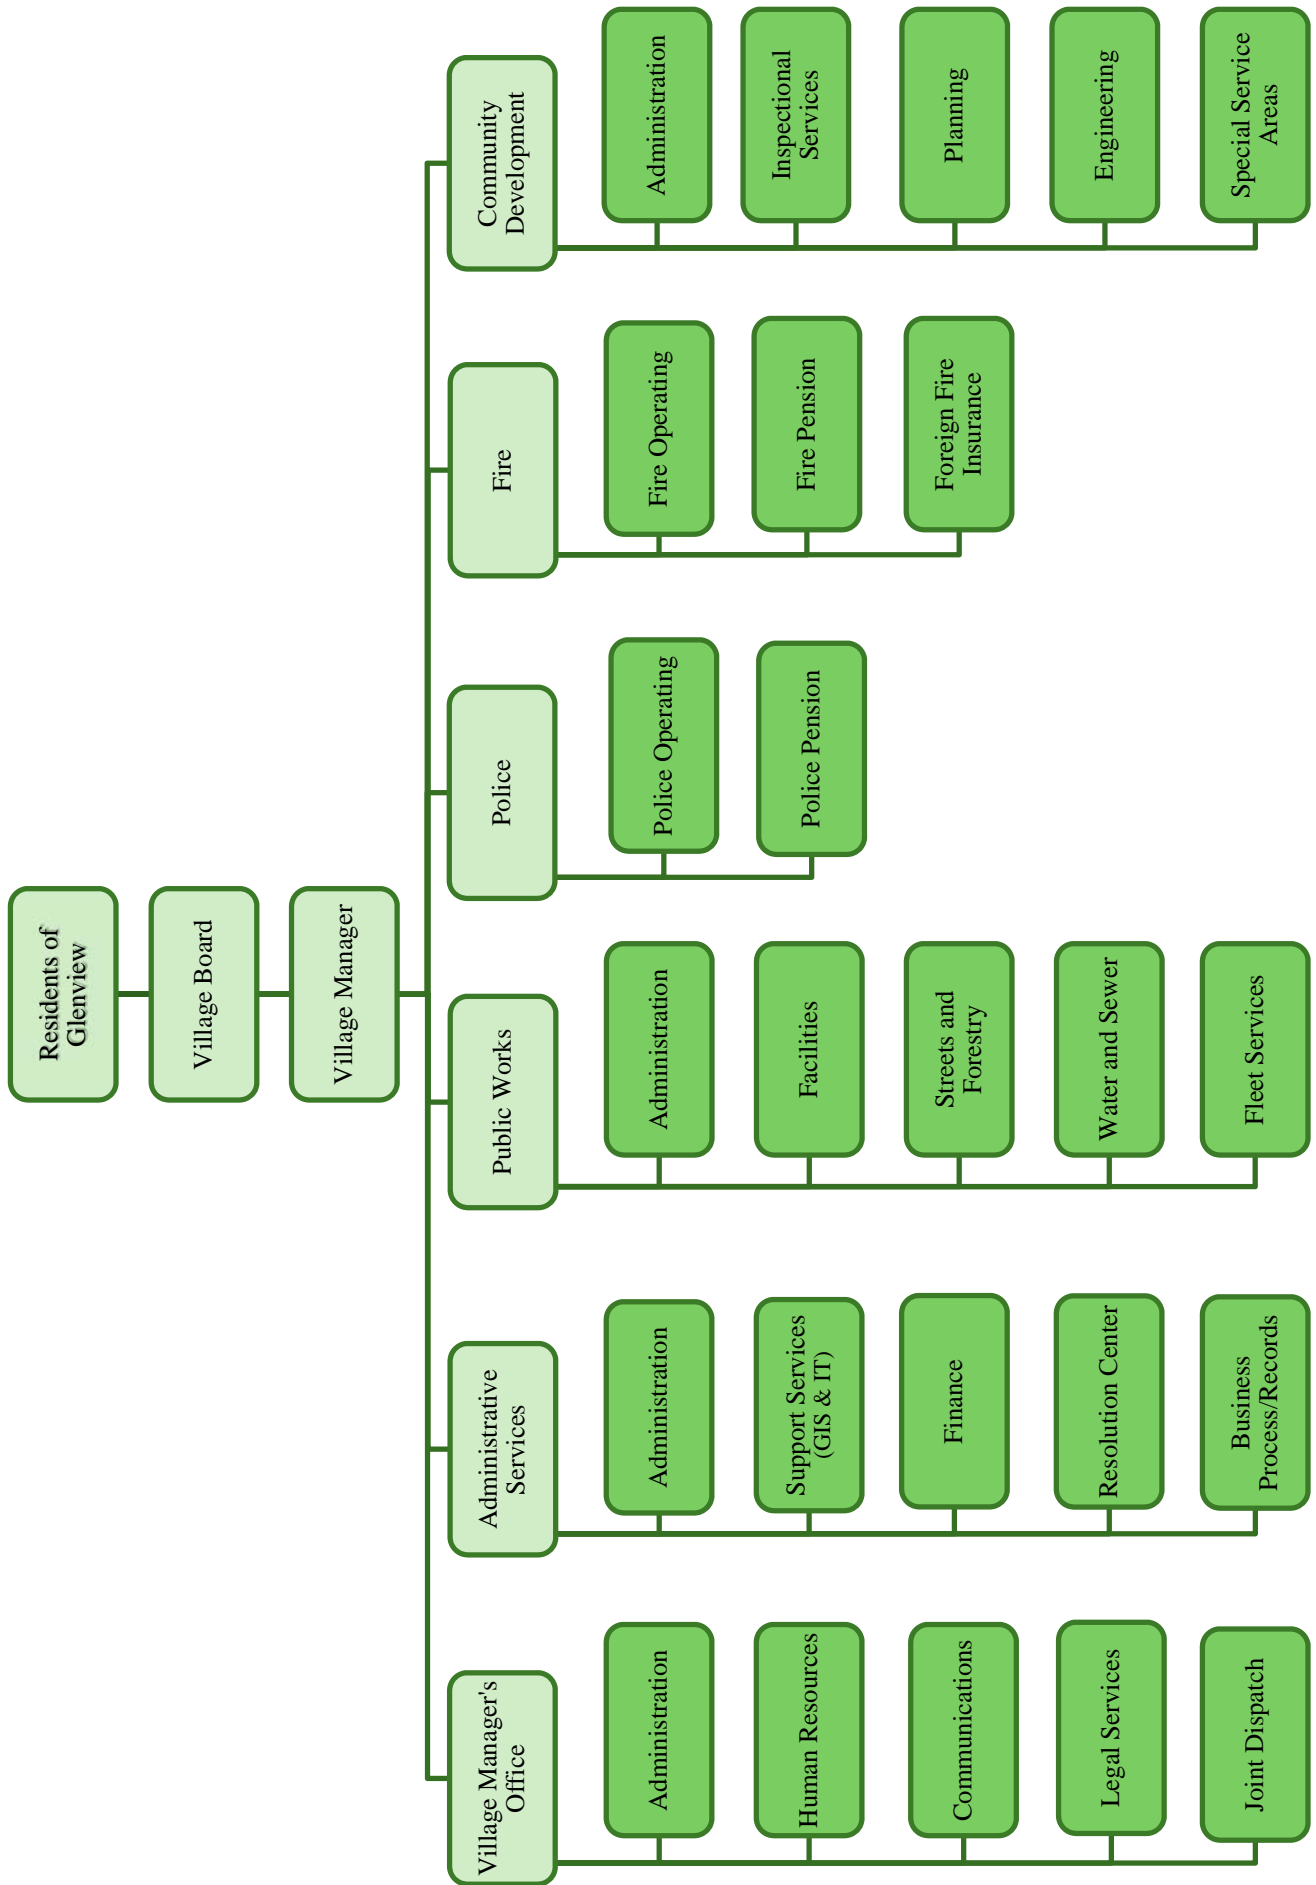 Residents of
Glenview
Village Board
Village Manager
Village Manager's
Office
Administration
Human Resources
Communications
Legal Services
Joint Dispatch
Administrative
Services
Administration
Support Services
(GIS & IT)
Finance
Resolution Center
Business
Process/Records
Public Works
Administration
Facilities
Streets and
Forestry
Water and Sewer
Fleet Services
Police
Police Operating
Police Pension
Fire
Fire Operating
Fire Pension
Foreign Fire
Insurance
Community
Development
Administration
Inspectional
Services
Planning
Engineering
Special Service
Areas